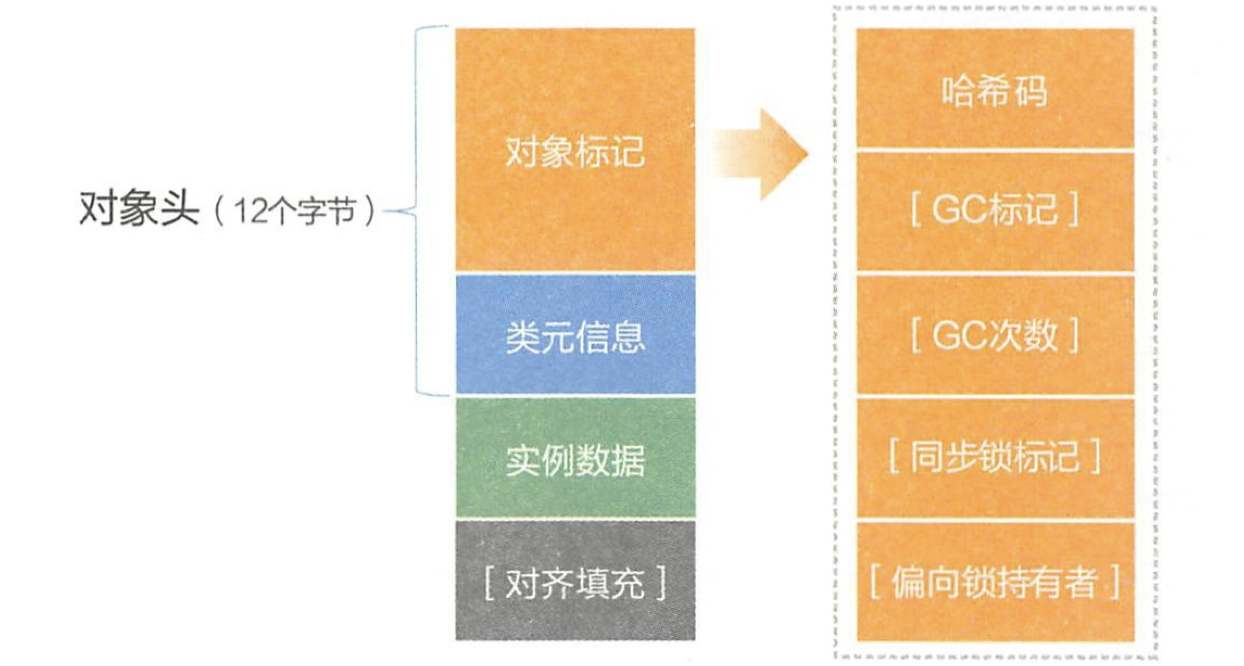 对象头（12个字节）
对象标记
类元信息
实例数据
[ 对齐填充 ]
哈希码
[ GC标记 ]
[ GC次数 ]
[ 同步锁标记 ]
[ 偏向锁持有者 ]